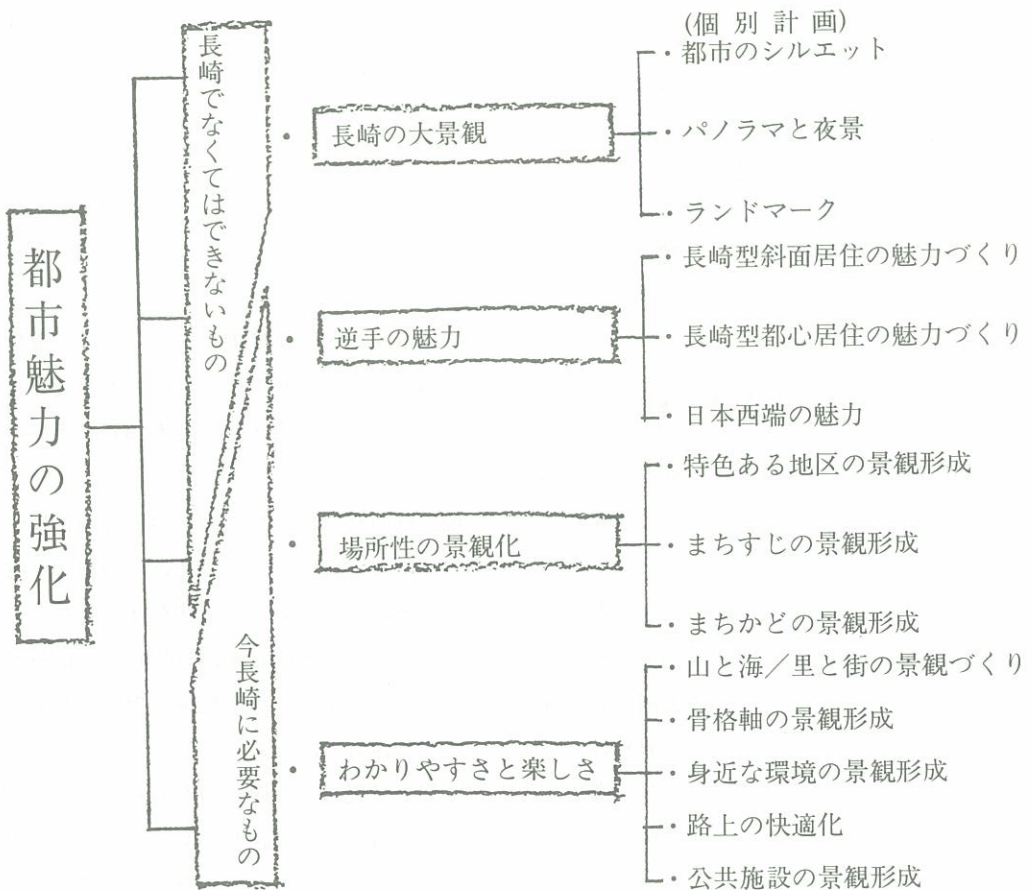 都市魅力の強化
長崎でなくてはできないもの
今長崎に必要なもの
(個別計画)
・長崎の大景観
・都市のシルエット
・パノラマと夜景
・ランドマーク
・逆手の魅力
・長崎型斜面居住の魅力づくり
・長崎型都心居住の魅力づくり
・日本西端の魅力
・場所性の景観化
・特色ある地区の景観形成
・まちすじの景観形成
・まちかどの景観形成
・わかりやすさと楽しさ
・山と海／里と街の景観づくり
・骨格軸の景観形成
・身近な環境の景観形成
・路上の快適化
・公共施設の景観形成